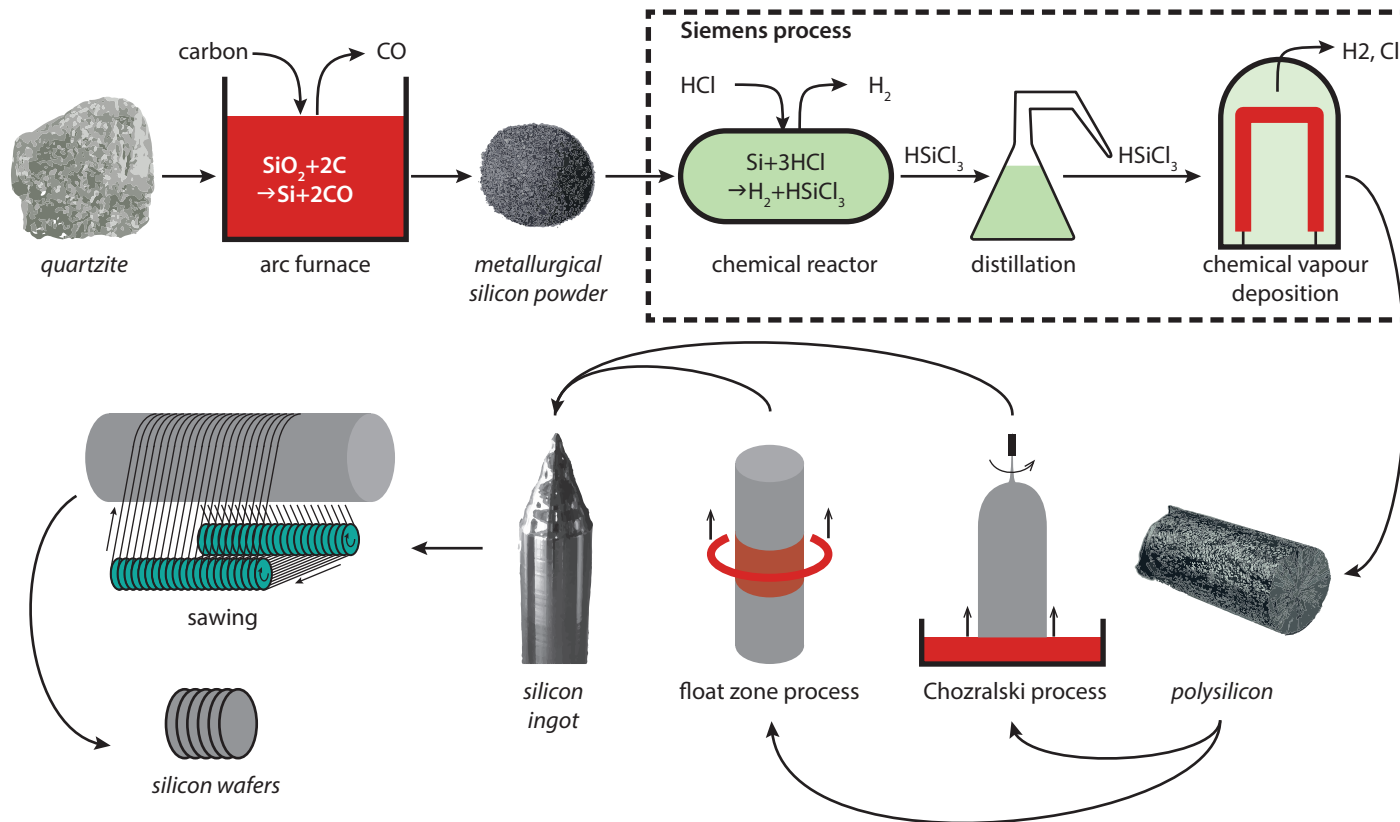 Siemens process
carbon
CO
HCl
H₂
H2, Cl
SiO₂+2C
→Si+2CO
Si+3HCl
→H₂+HSiCl₃
HSiCl₃
HSiCl₃
quartzite
arc furnace
metallurgical
silicon powder
chemical reactor
distillation
chemical vapour
deposition
sawing
silicon
ingot
float zone process
Chozralski process
polysilicon
silicon wafers